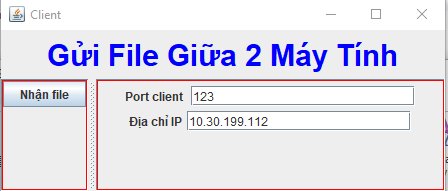 Client
Gửi File Giữa 2 Máy Tính
Nhận file
Port client 123
Địa chỉ IP 10.30.199.112